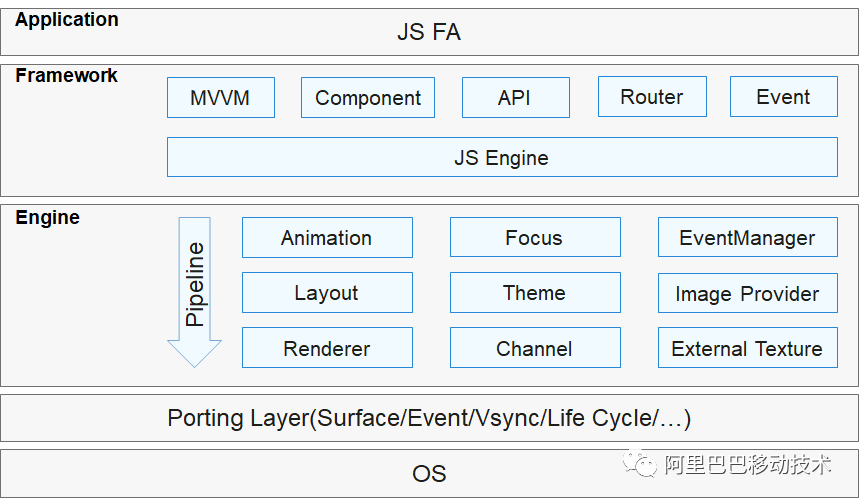 Application
JS FA
Framework
MVVM Component API Router Event
JS Engine
Engine
Pipeline
Animation Focus EventManager
Layout Theme Image Provider
Renderer Channel External Texture
Porting Layer(Surface/Event/Vsync/Life Cycle/…)
阿里巴巴移动技术
OS